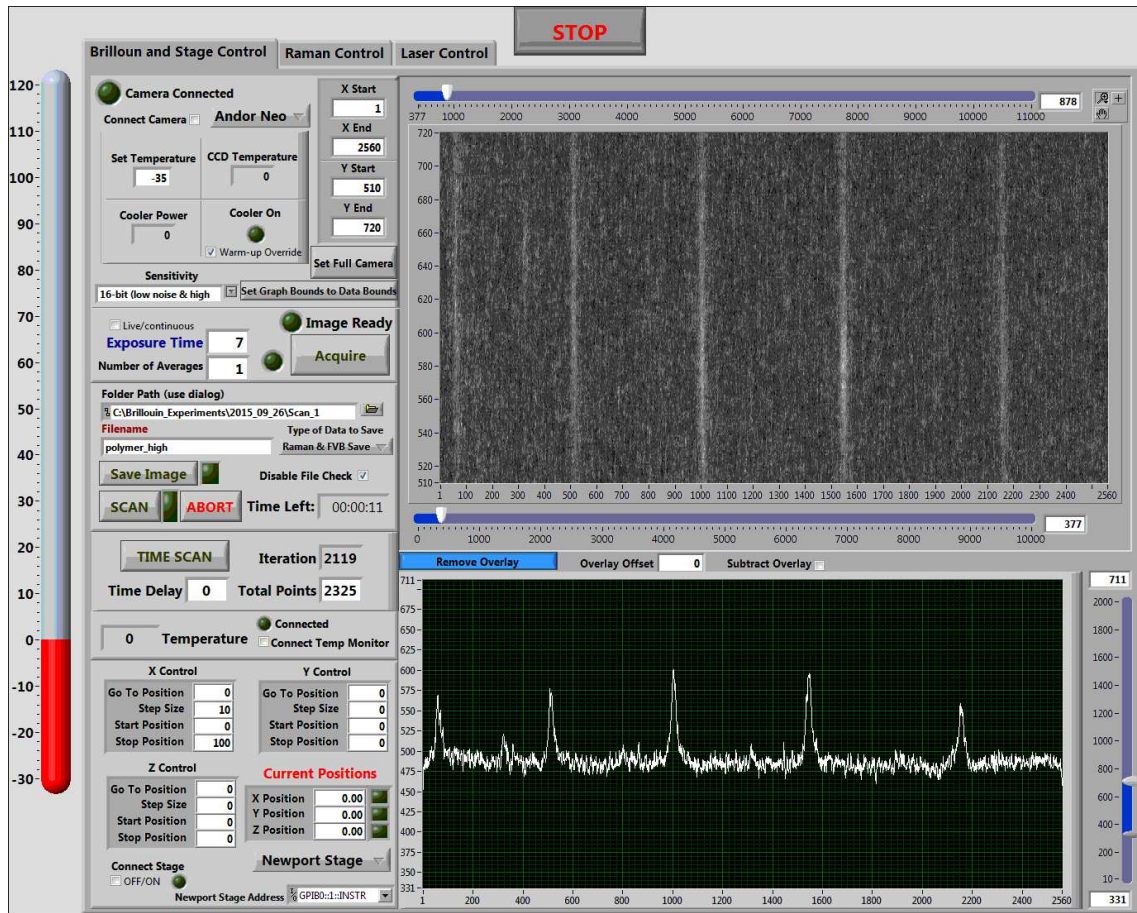 STOP
Brilloun and Stage Control Raman Control Laser Control
120
110
100
90
80
70
60
50
40
30
20
10
0
-10
-20
-30
Camera Connected
Connect Camera Andor Neo
Set Temperature
-35
CCD Temperature
0
Cooler Power
0
Cooler On
Warm-up Override
X Start
1
X End
2560
Y Start
510
Y End
720
Set Full Camera
Sensitivity
16-bit (low noise & high
Set Graph Bounds to Data Bounds
Live/continuous
Image Ready
Exposure Time 7
Number of Averages 1
Acquire
Folder Path (use dialog)
C:\Brillouin_Experiments\2015_09_26\Scan_1
Filename
polymer_high
Type of Data to Save
Raman & FVB Save
Save Image
Disable File Check
SCAN ABORT Time Left: 00:00:11
TIME SCAN Iteration 2119
Time Delay 0 Total Points 2325
0 Temperature
Connected
Connect Temp Monitor
X Control
Go To Position 0
Step Size 10
Start Position 0
Stop Position 100
Y Control
Go To Position 0
Step Size 0
Start Position 0
Stop Position 0
Z Control
Go To Position 0
Step Size 0
Start Position 0
Stop Position 0
Current Positions
X Position 0.00
Y Position 0.00
Z Position 0.00
Connect Stage
OFF/ON
Newport Stage
Newport Stage Address GPIB0::1::INSTR
878
377 1000 2000 3000 4000 5000 6000 7000 8000 9000 10000 11000
720
700
680
660
640
620
600
580
560
540
520
510
1 100 200 300 400 500 600 700 800 900 1000 1100 1200 1300 1400 1500 1600 1700 1800 1900 2000 2100 2200 2300 2400 2560
377
0 1000 2000 3000 4000 5000 6000 7000 8000 9000 10000
Remove Overlay Overlay Offset 0 Subtract Overlay
711
675
650
625
600
575
550
525
500
475
450
425
400
375
350
331
1 200 400 600 800 1000 1200 1400 1600 1800 2000 2200 2400 2560
711
2000
1800
1600
1400
1200
1000
800
600
400
200
10
331